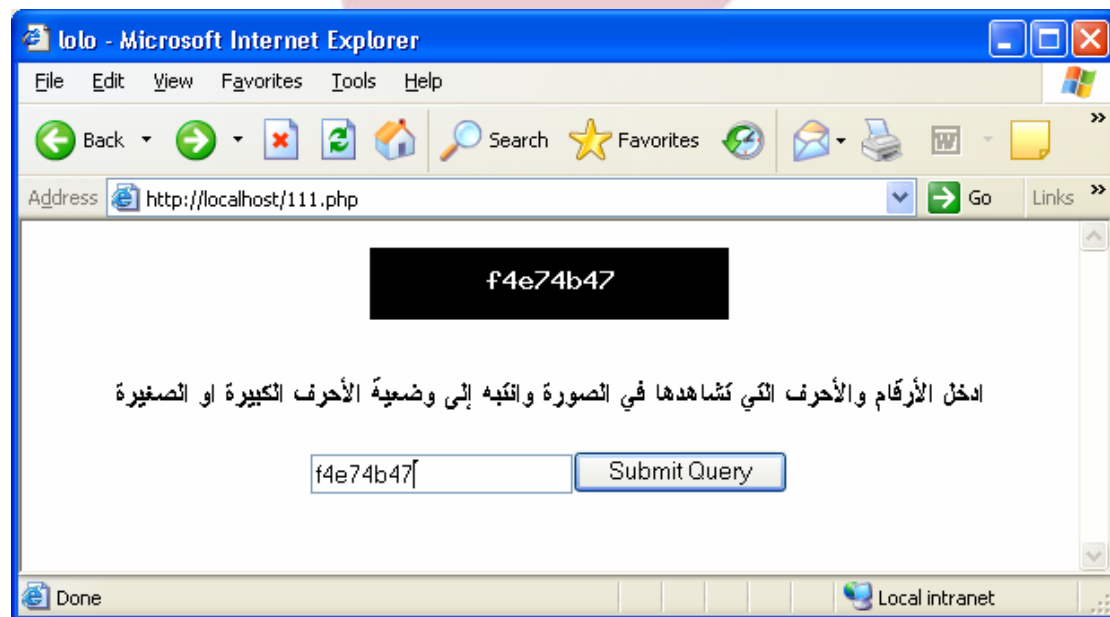 lolo - Microsoft Internet Explorer
File Edit View Favorites Tools Help
Back Search Favorites »
Address http://localhost/111.php Go Links »
f4e74b47
ادخل الأرقام والأحرف التي تشاهدها في الصورة وانتبه إلى وضعية الأحرف الكبيرة او الصغيرة
f4e74b47 Submit Query
Done Local intranet